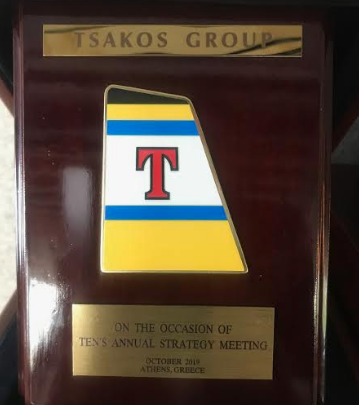 TSAKOS GROUP
T
ON THE OCCASION OF
TEN'S ANNUAL STRATEGY MEETING
OCTOBER 2019
ATHENS, GREECE